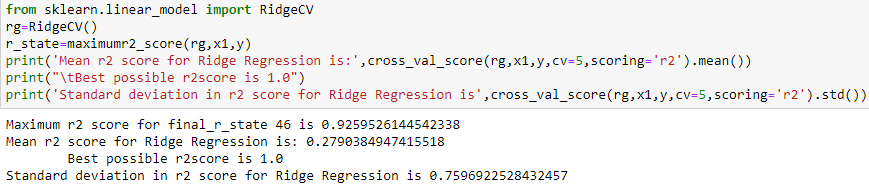 from sklearn.linear_model import RidgeCV
rg=RidgeCV()
r_state=maximumr2_score(rg,x1,y)
print('Mean r2 score for Ridge Regression is:',cross_val_score(rg,x1,y,cv=5,scoring='r2').mean())
print("\tBest possible r2score is 1.0")
print('Standard deviation in r2 score for Ridge Regression is',cross_val_score(rg,x1,y,cv=5,scoring='r2').std())
Maximum r2 score for final_r_state 46 is 0.9259526144542338
Mean r2 score for Ridge Regression is: 0.2790384947415518
Best possible r2score is 1.0
Standard deviation in r2 score for Ridge Regression is 0.7596922528432457